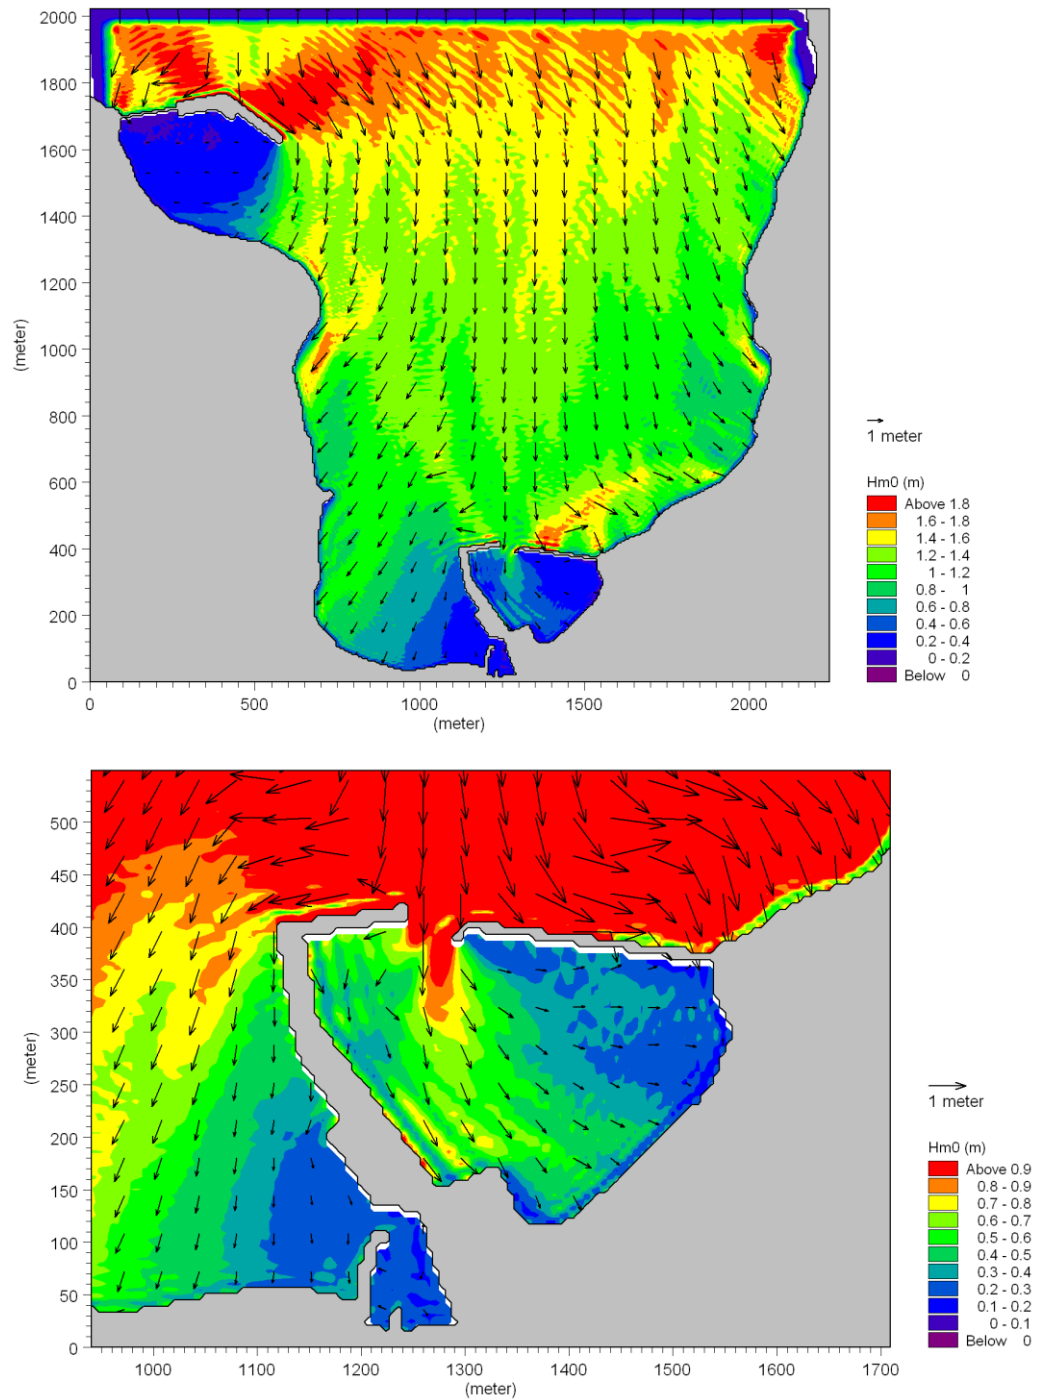 2000
1800
1600
1400
1200
1000
800
600
400
200
0
(meter)
0 500 1000 1500 2000
(meter)
1 meter
Hm0 (m)
Above 1.8
1.6 - 1.8
1.4 - 1.6
1.2 - 1.4
1 - 1.2
0.8 - 1
0.6 - 0.8
0.4 - 0.6
0.2 - 0.4
0 - 0.2
Below 0
500
450
400
350
300
250
200
150
100
50
0
(meter)
1000 1100 1200 1300 1400 1500 1600 1700
(meter)
1 meter
Hm0 (m)
Above 0.9
0.8 - 0.9
0.7 - 0.8
0.6 - 0.7
0.5 - 0.6
0.4 - 0.5
0.3 - 0.4
0.2 - 0.3
0.1 - 0.2
0 - 0.1
Below 0